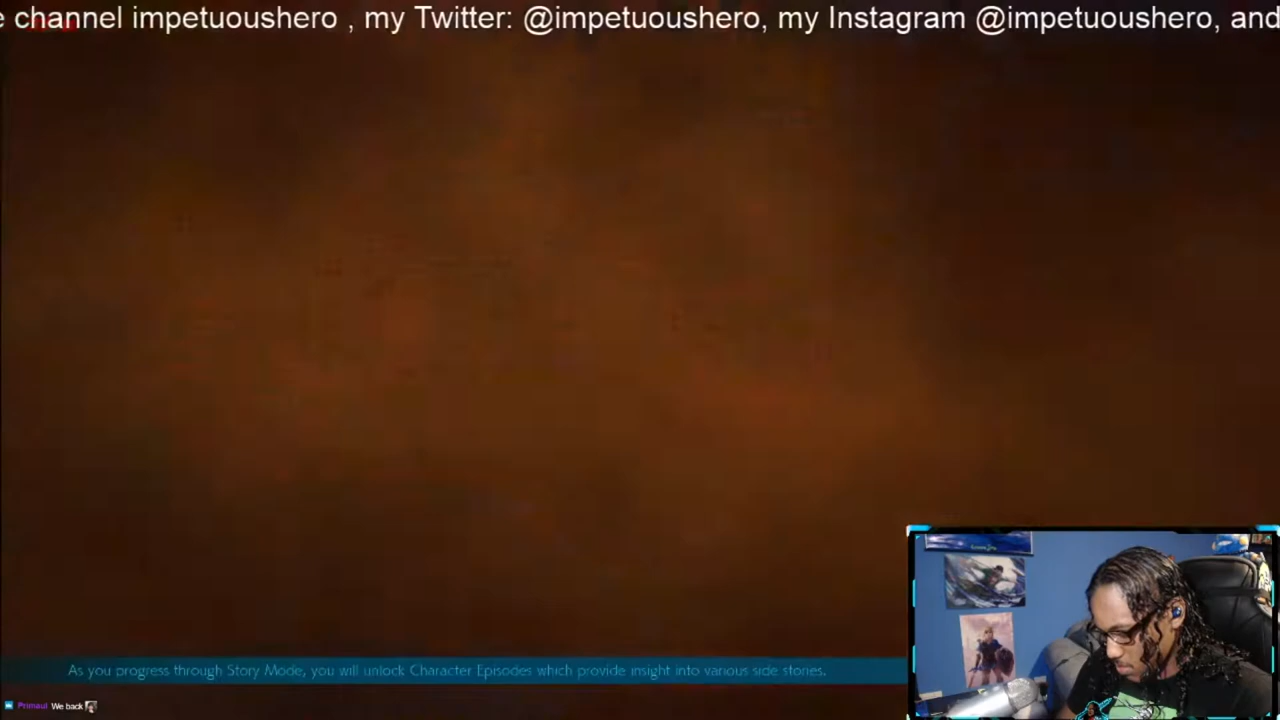 channel impetuoushero , my Twitter: @impetuoushero, my Instagram @impetuoushero, and
As you progress through Story Mode, you will unlock Character Episodes which provide insight into various side stories.
Primaul We back